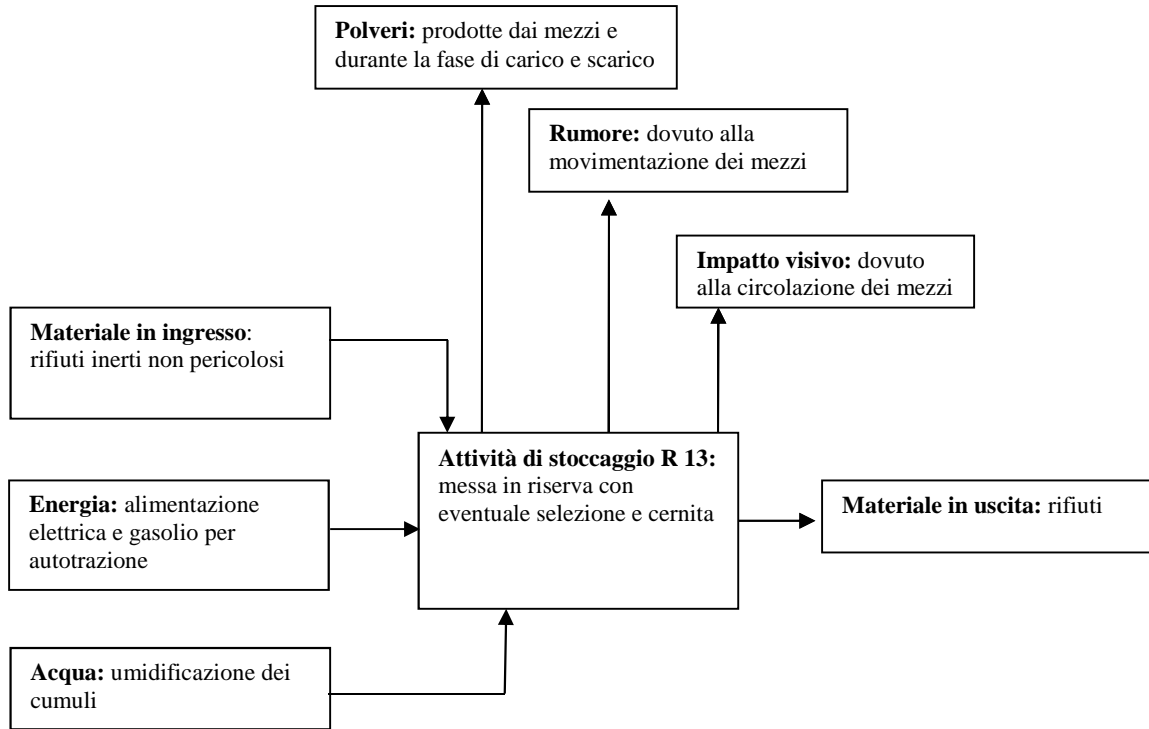 Polveri: prodotte dai mezzi e
durante la fase di carico e scarico
Rumore: dovuto alla
movimentazione dei mezzi
Impatto visivo: dovuto
alla circolazione dei mezzi
Materiale in ingresso:
rifiuti inerti non pericolosi
Attività di stoccaggio R 13:
messa in riserva con
eventuale selezione e cernita
Energia: alimentazione
elettrica e gasolio per
autotrazione
Materiale in uscita: rifiuti
Acqua: umidificazione dei
cumuli